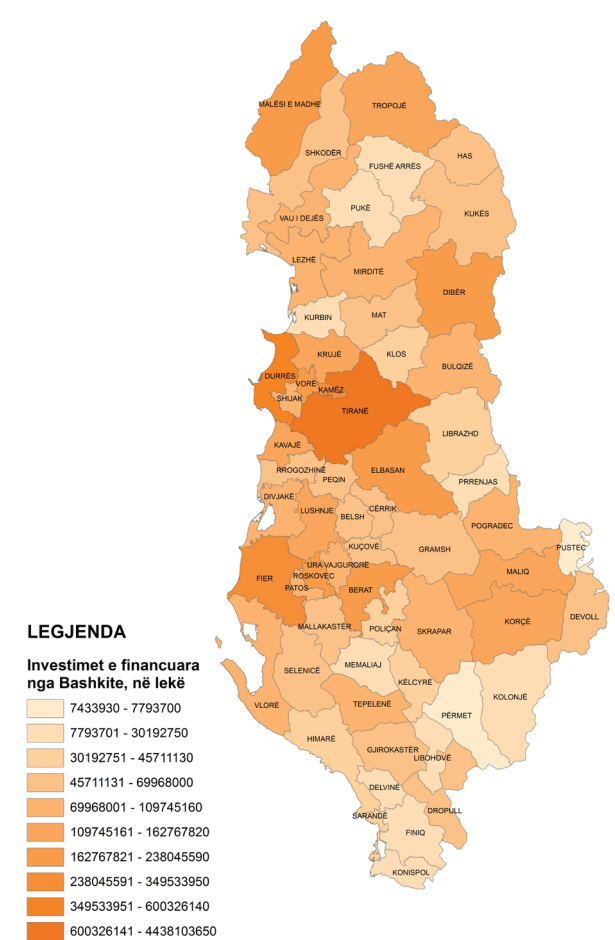 MALËSI E MADHE
TROPOJË
SHKODËR
HAS
FUSHË ARRËS
PUKË
KUKËS
VAU I DEJËS
LEZHË
MIRDITË
DIBËR
KURBIN
MAT
KRUJË
KLOS
BULQIZË
DURRËS
VORË
KAMËZ
SHIJAK
TIRANË
LIBRAZHD
KAVAJË
RROGOZHINË
ELBASAN
PEQIN
PRRENJAS
DIVJAKË
CËRRIK
LUSHNJE
BELSH
POGRADEC
KUÇOVË
GRAMSH
PUSTEC
URA VAJGURORË
ROSKOVËC
FIER
MALIQ
PATOS
BERAT
KORÇË
DEVOLL
MALLAKASTËR
POLIÇAN
SKRAPAR
MEMALIAJ
SELENICË
KËLCYRË
KOLONJË
VLORË
TEPELENË
PËRMET
HIMARË
GJIROKASTËR
LIBOHOVË
DELVINË
DROPULL
SARANDË
FINIQ
KONISPOL
LEGJENDA
Investimet e financuara
nga Bashkite, në lekë
7433930 - 7793700
7793701 - 30192750
30192751 - 45711130
45711131 - 69968000
69968001 - 109745160
109745161 - 162767820
162767821 - 238045590
238045591 - 349533950
349533951 - 600326140
600326141 - 4438103650